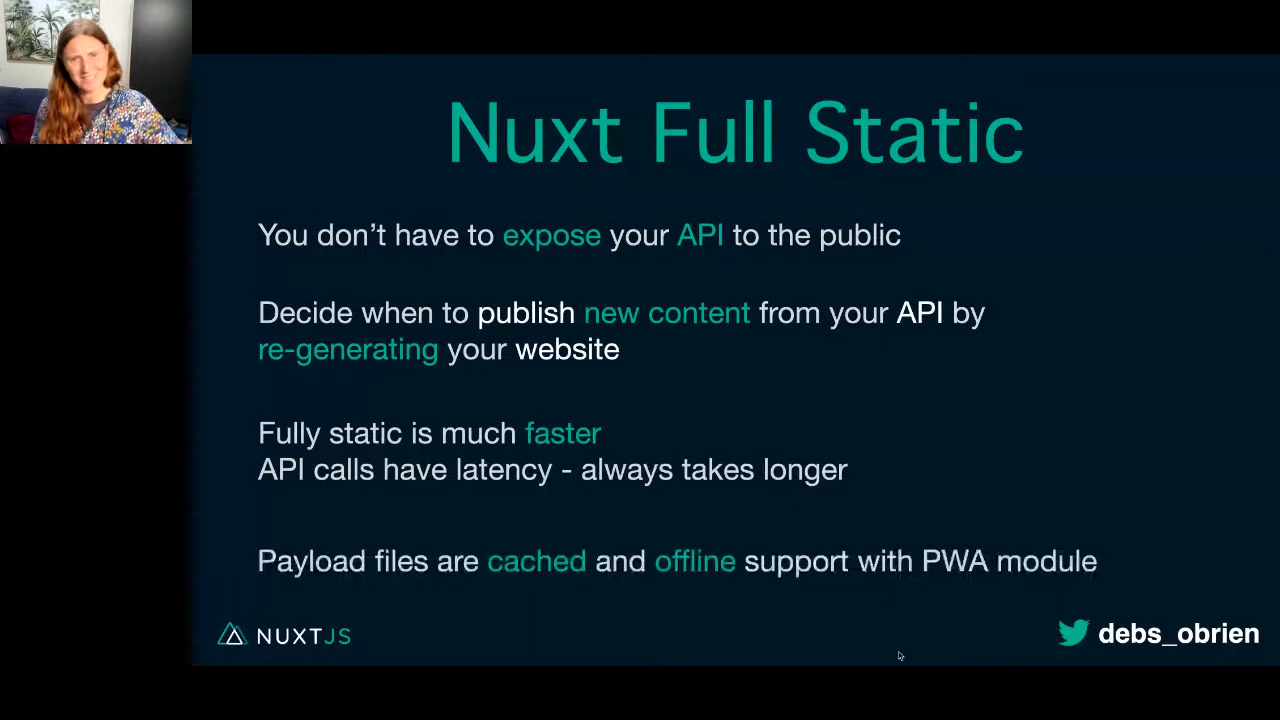 Nuxt Full Static
You don’t have to expose your API to the public
Decide when to publish new content from your API by
re-generating your website
Fully static is much faster
API calls have latency - always takes longer
Payload files are cached and offline support with PWA module
NUXTJS
debs_obrien